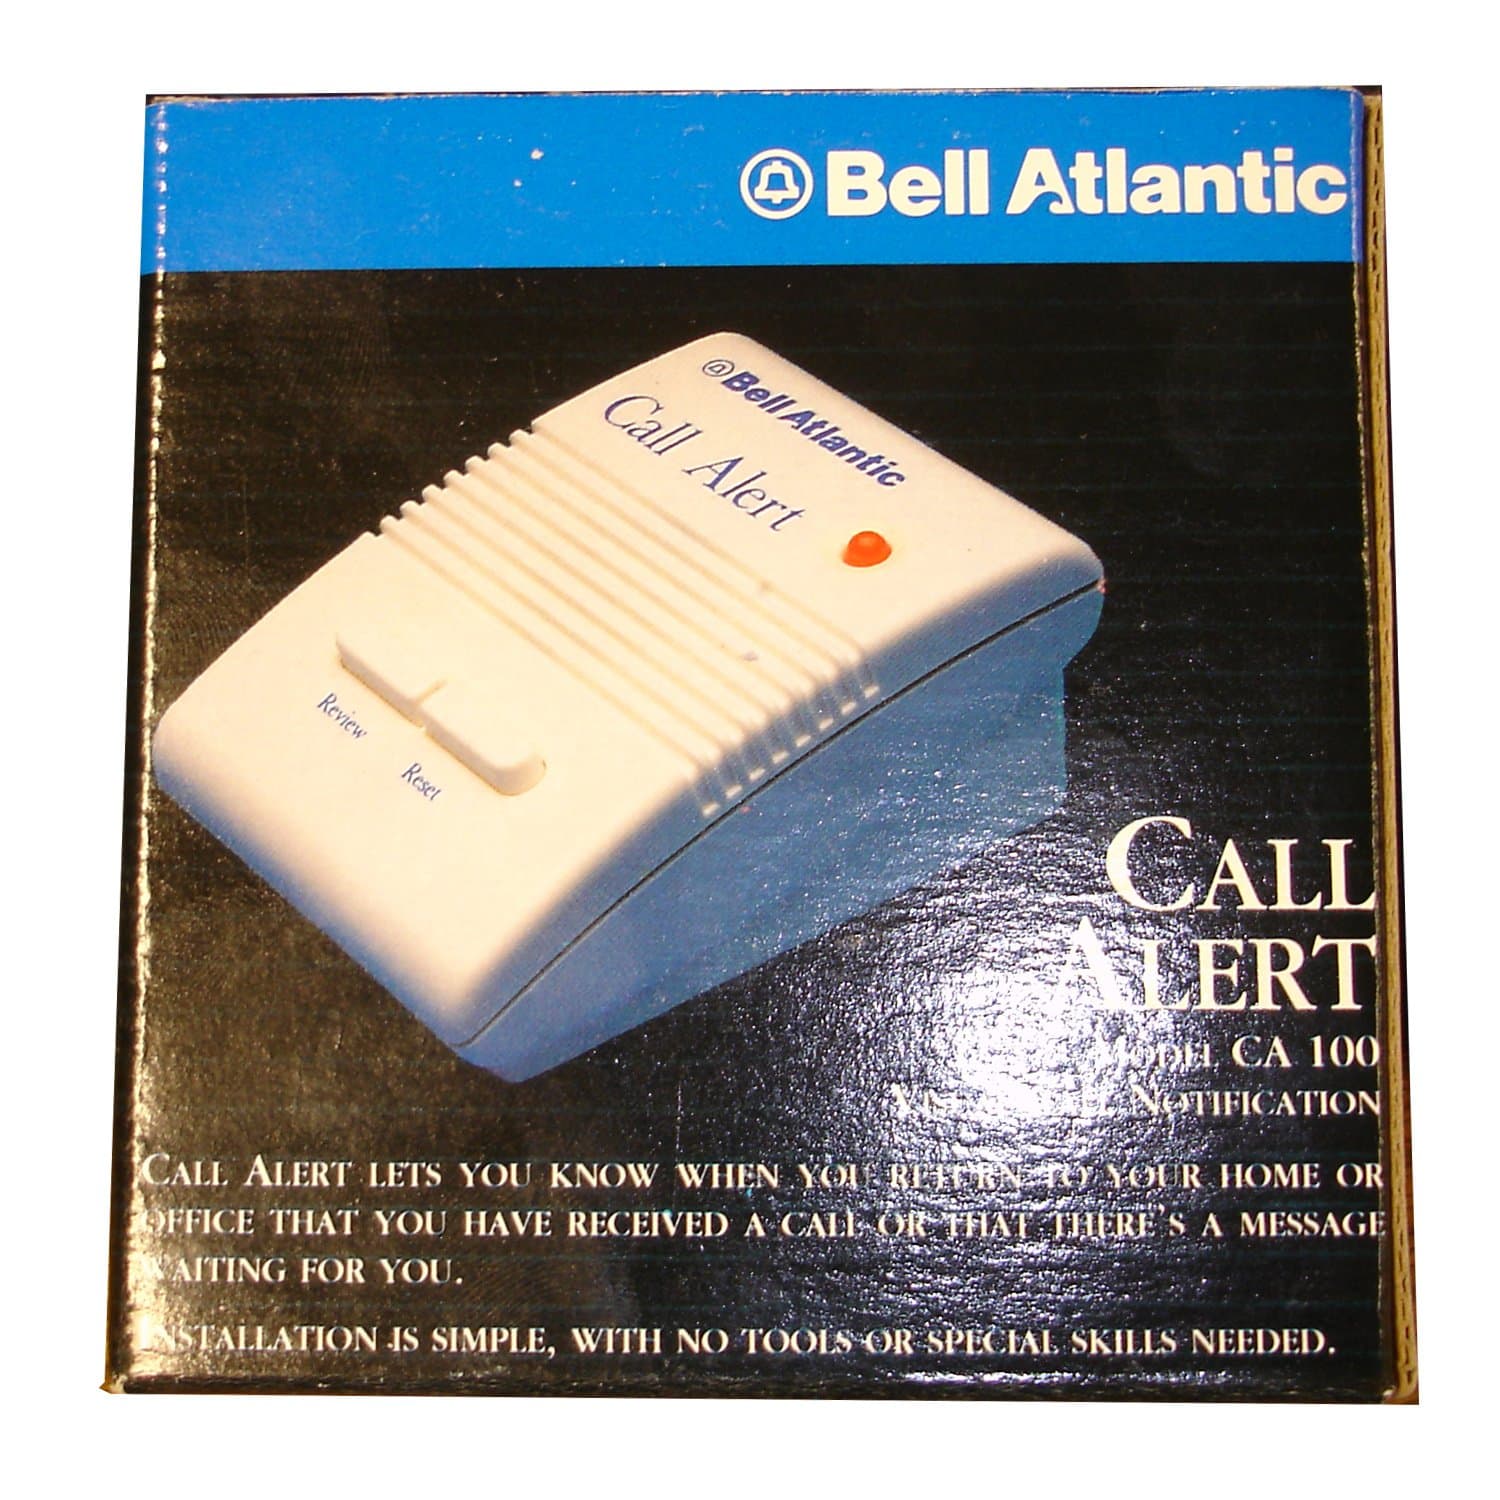 Bell Atlantic
Bell Atlantic
Call Alert
Review
Reset
CALL
ALERT
MODEL CA 100
NOTIFICATION
CALL ALERT LETS YOU KNOW WHEN YOU RETURN TO YOUR HOME OR
OFFICE THAT YOU HAVE RECEIVED A CALL OR THAT THERE'S A MESSAGE
WAITING FOR YOU.
INSTALLATION IS SIMPLE, WITH NO TOOLS OR SPECIAL SKILLS NEEDED.